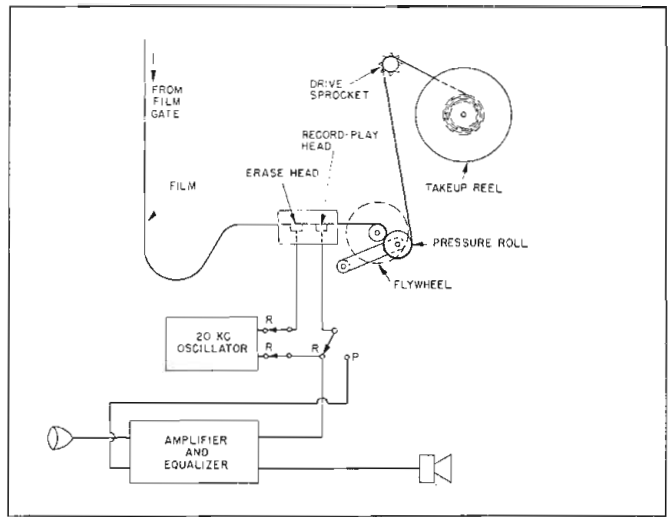 FROM
FILM
GATE
DRIVE
SPROCKET
RECORD-PLAY
HEAD
ERASE HEAD
TAKEUP REEL
FILM
PRESSURE ROLL
FLYWHEEL
R
20 KC
OSCILLATOR
R
R
P
AMPLIFIER
AND
EQUALIZER